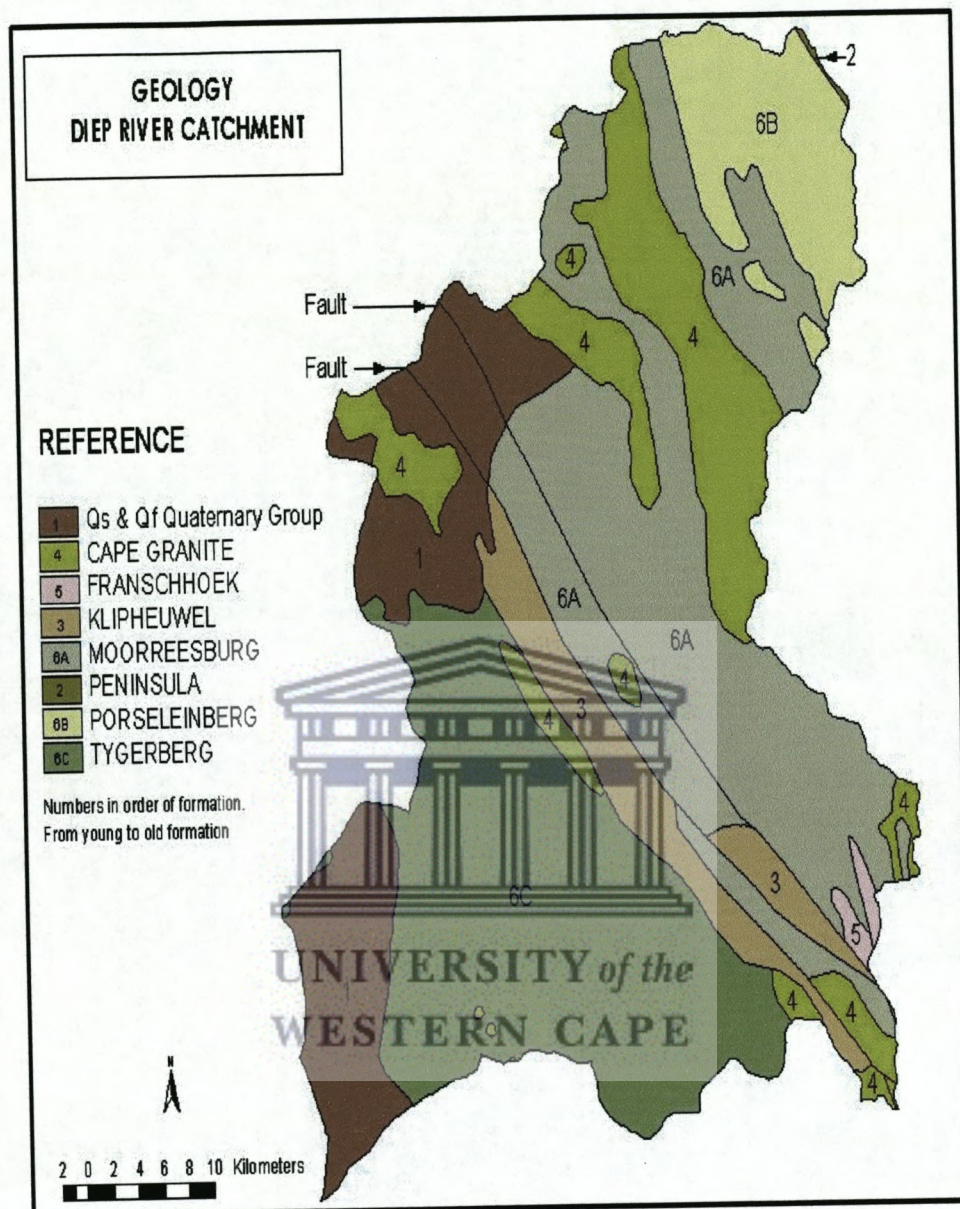 GEOLOGY
DIEP RIVER CATCHMENT
2
6B
4
6A
Fault
4
4
Fault
4
REFERENCE
1 Qs & Qf Quaternary Group
4 CAPE GRANITE
5 FRANSCHHOEK
3 KLIPHEUWEL
6A MOORREESBURG
2 PENINSULA
6B PORSELEINBERG
6C TYGERBERG
Numbers in order of formation.
From young to old formation
1
6A
6A
4
4
3
4
3
5
6C
UNIVERSITY of the
WESTERN CAPE
4
4
4
N
2 0 2 4 6 8 10 Kilometers